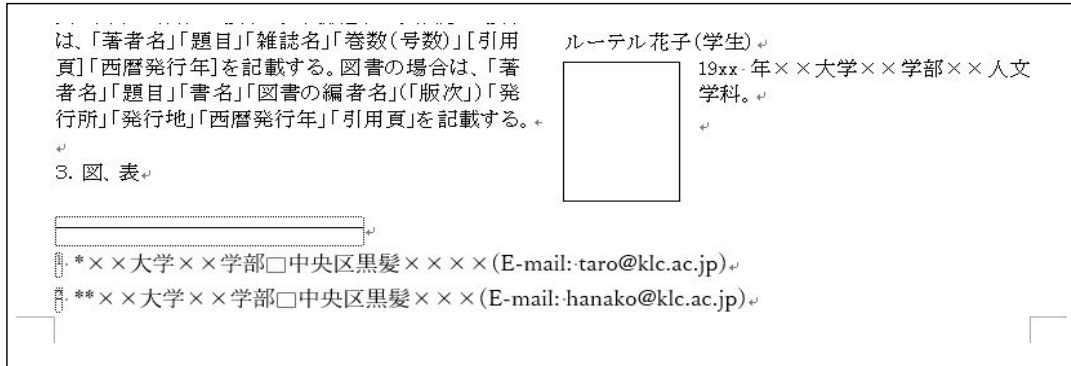 は、「著者名」「題目」「雑誌名」「巻数(号数)」[引用
頁]「西暦発行年]を記載する。図書の場合は、「著
者名」「題目」「書名」「図書の編者名」(「版次」)「発
行所」「発行地」「西暦発行年」「引用頁」を記載する。
3. 図、表
ルーテル花子(学生)
19xx 年××大学××学部××人文
学科。
*××大学××学部□中央区黒髪××××(E-mail: taro@klc.ac.jp)
**××大学××学部□中央区黒髪×××(E-mail: hanako@klc.ac.jp)